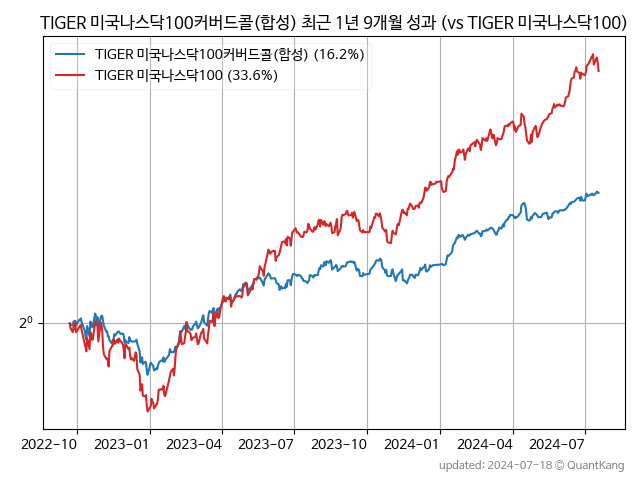 TIGER 미국나스닥100커버드콜(합성) 최근 1년 9개월 성과 (vs TIGER 미국나스닥100)
TIGER 미국나스닥100커버드콜(합성) (16.2%)
TIGER 미국나스닥100 (33.6%)
2⁰
2022-10 2023-01 2023-04 2023-07 2023-10 2024-01 2024-04 2024-07
updated: 2024-07-18 © QuantKang